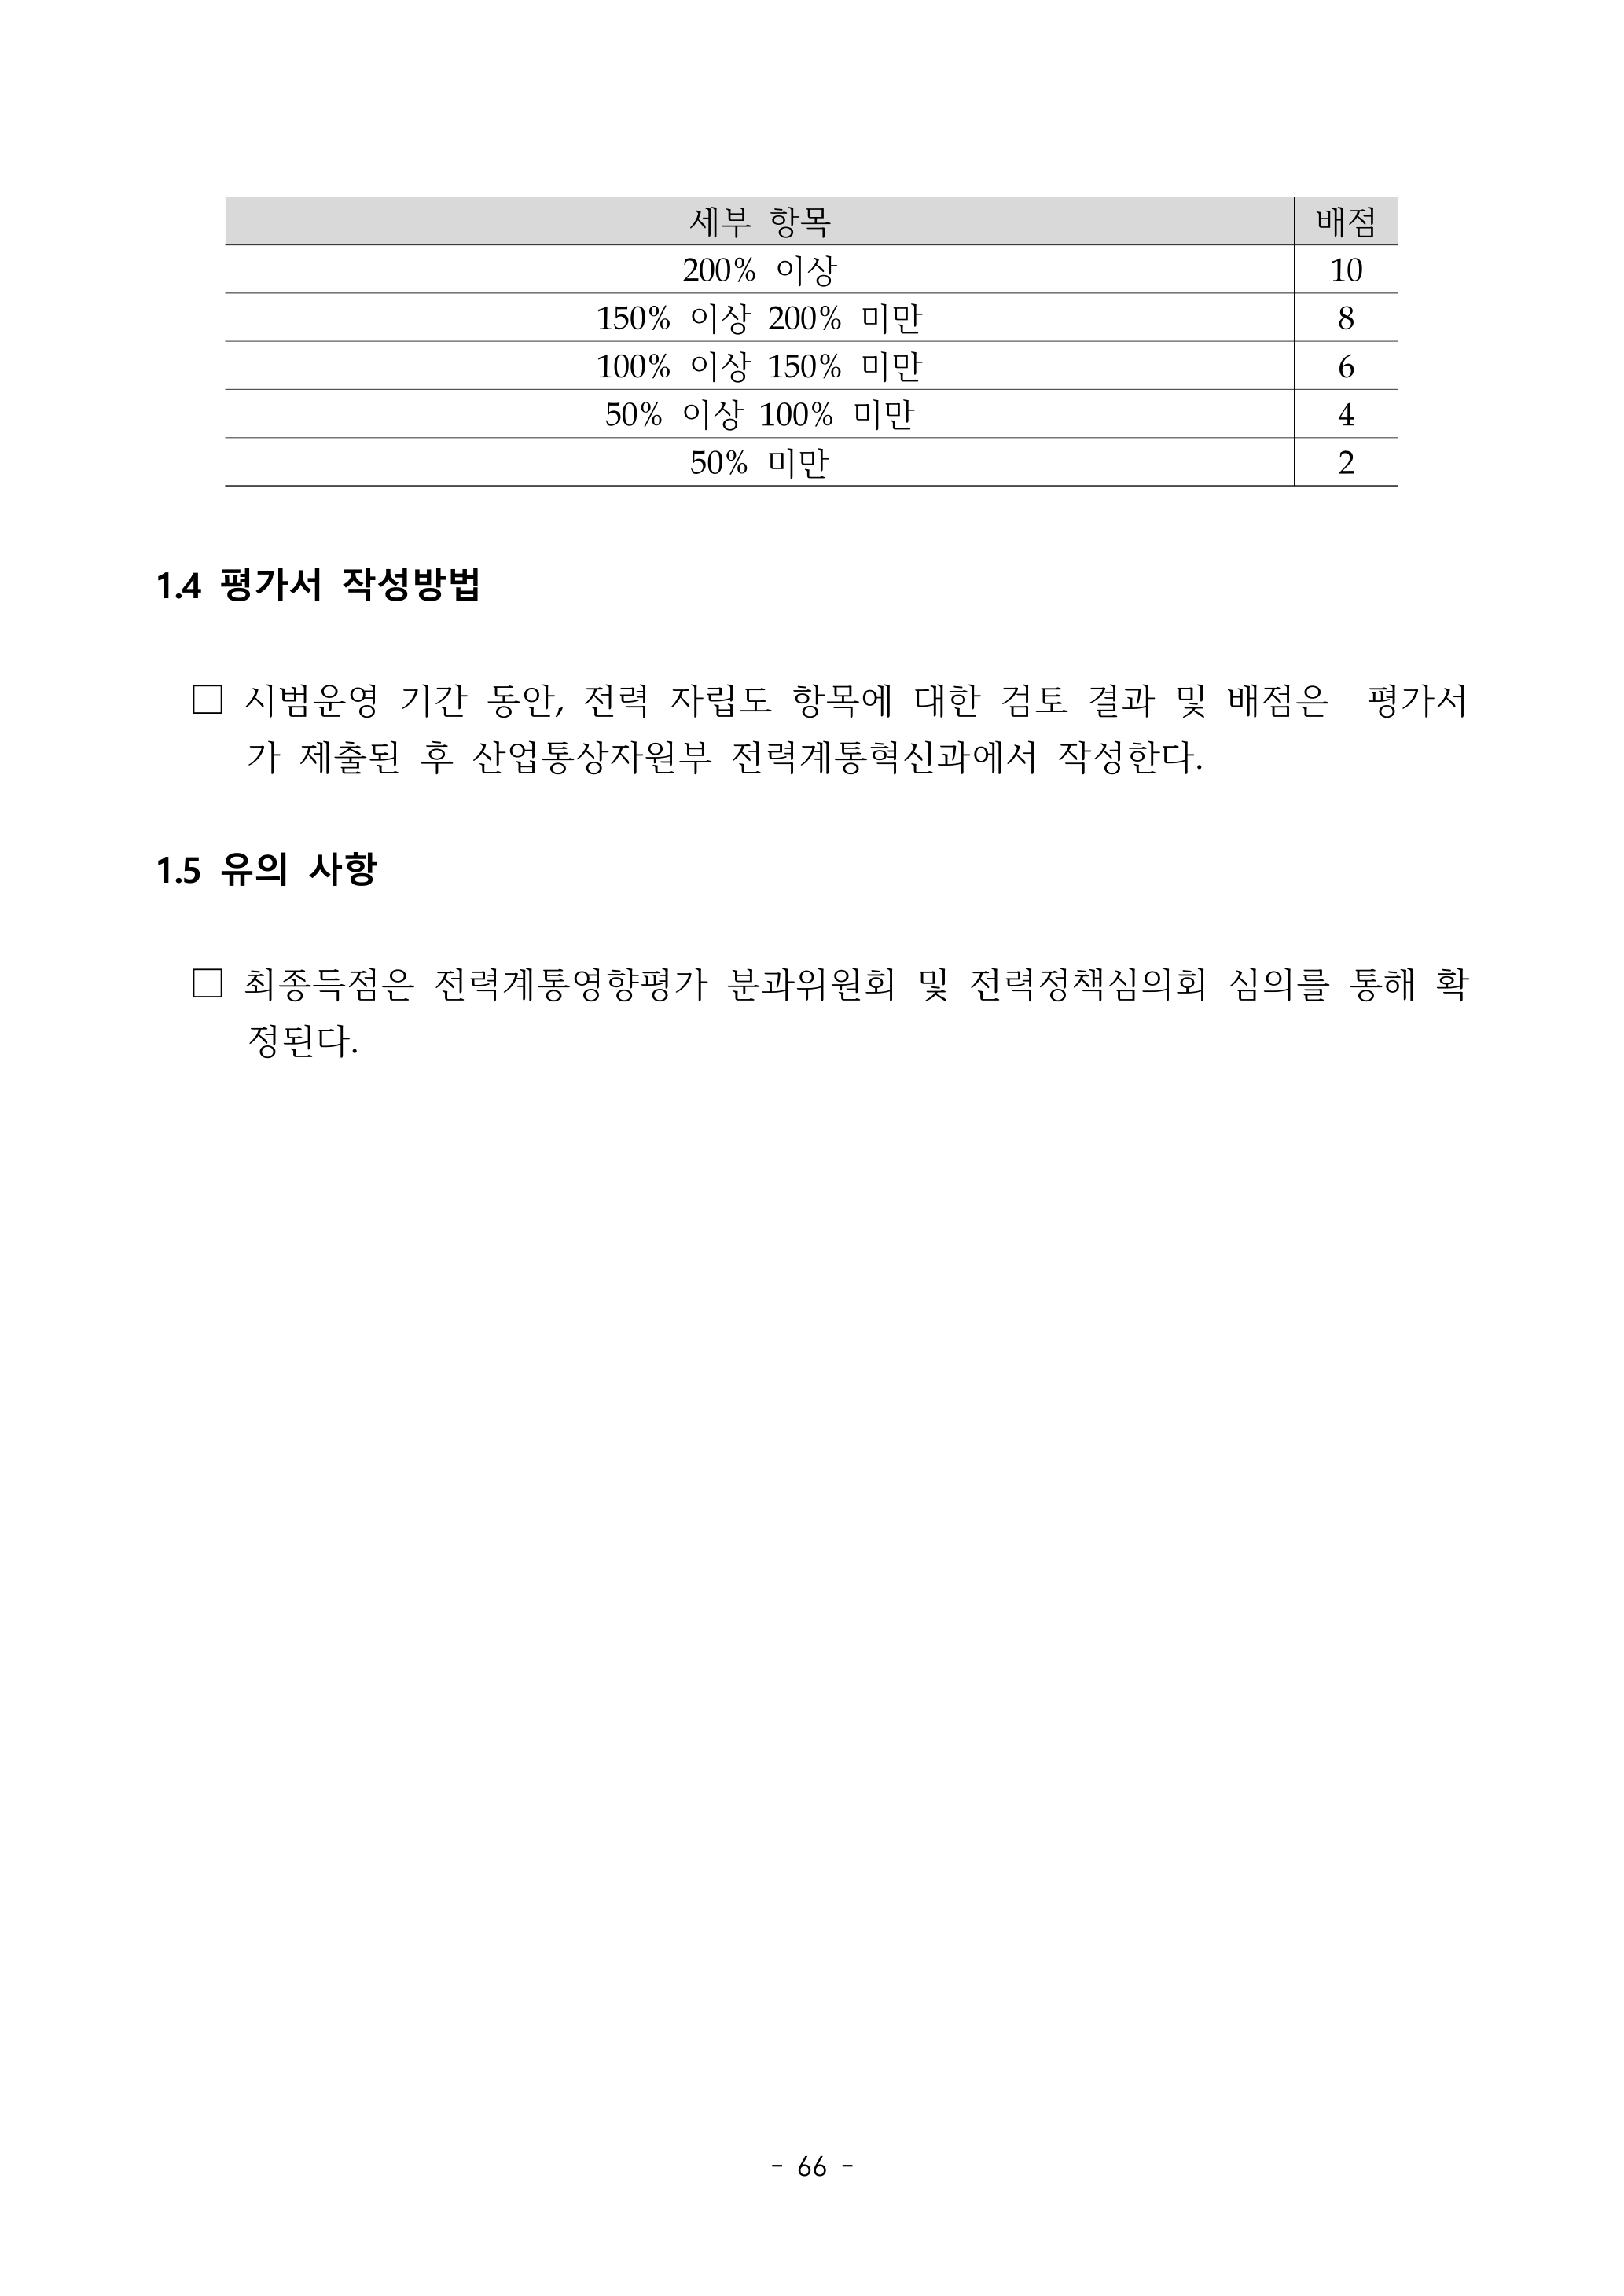 세부 항목 배점
200% 이상 10
150% 이상 200% 미만 8
100% 이상 150% 미만 6
50% 이상 100% 미만 4
50% 미만 2
1.4 평가서 작성방법
□ 시범운영 기간 동안, 전력 자립도 항목에 대한 검토 결과 및 배점은 평가서
가 제출된 후 산업통상자원부 전력계통혁신과에서 작성한다.
1.5 유의 사항
□ 최종득점은 전력계통영향평가 분과위원회 및 전력정책심의회 심의를 통해 확
정된다.
- 66 -